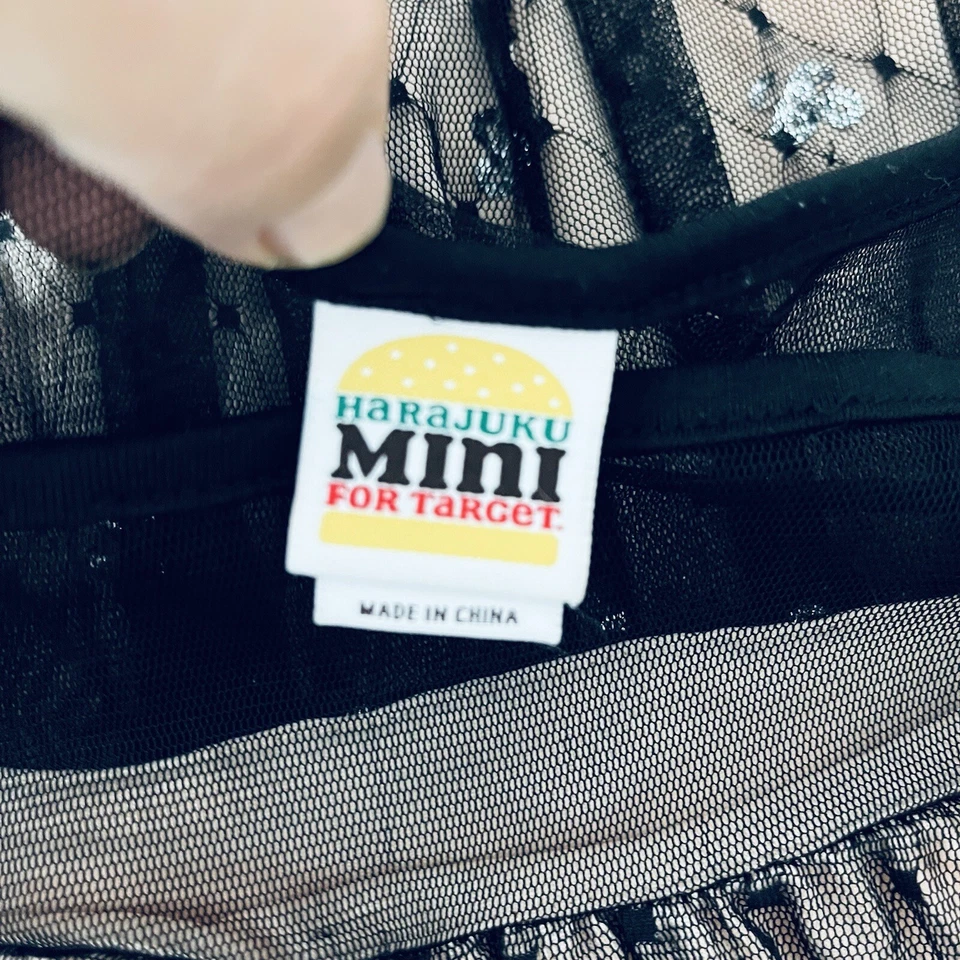 HaRaJUKU
MInI
FOR TaRGeT.
MADE IN CHINA